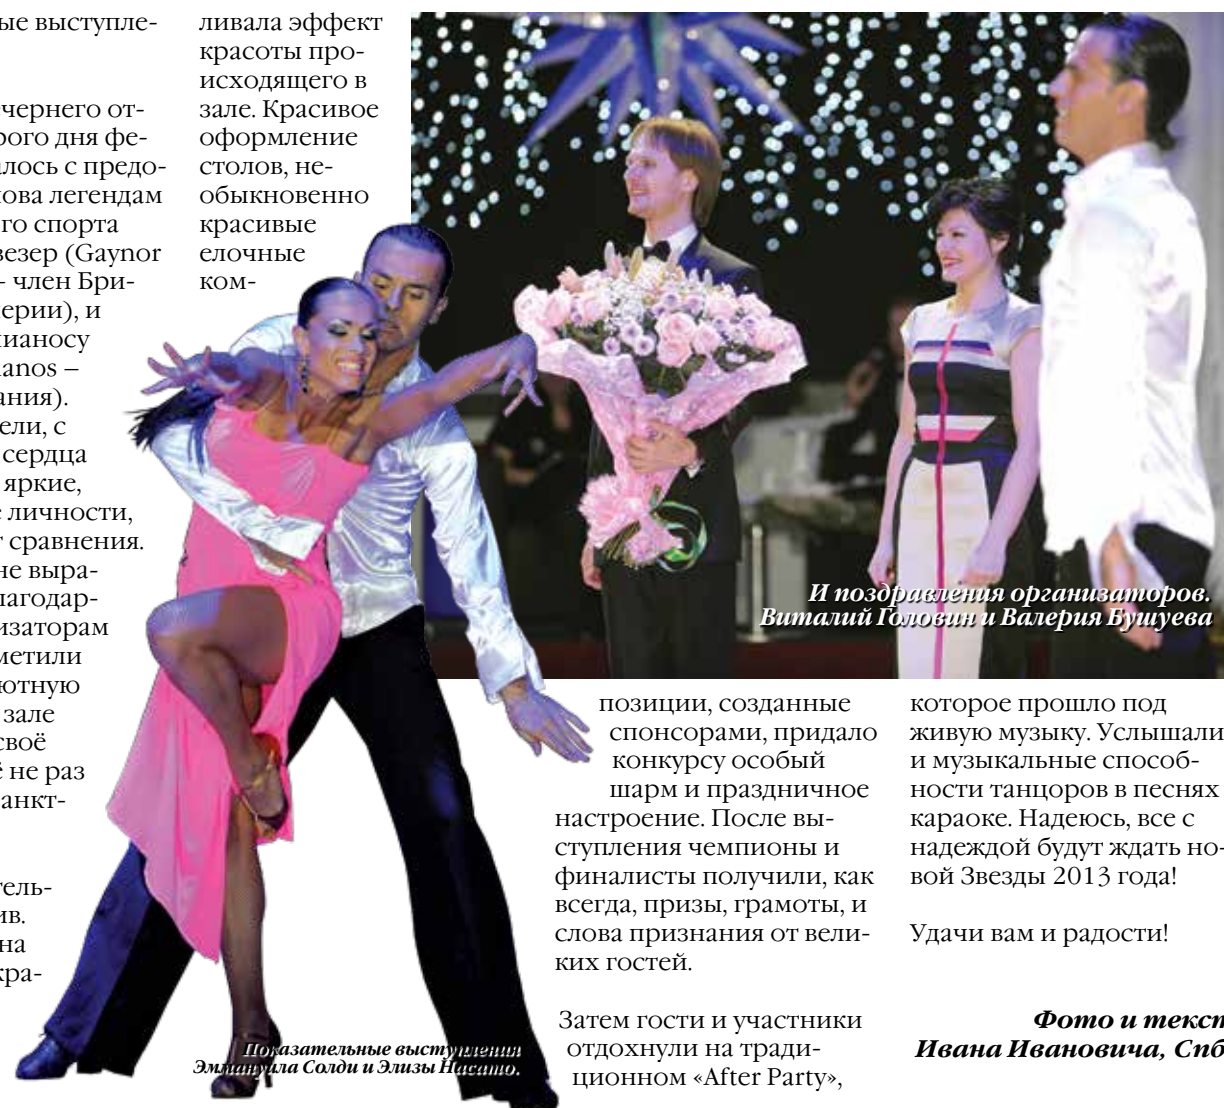 ые выступле-
чернего от-
рого дня фе-
лось с предо-
лова легендам
го спорта
везер (Gaynor
– член Бри-
ерии), и
ианосу
anos –
ания).
ели, с
сердца
яркие,
личности,
т сравнения.
не выра-
лагодар-
изаторам
метили
ютную
зале
своё
ё не раз
анкт-
тель-
ив.
на
кра-
ливала эффект
красоты про-
исходящего в
зале. Красивое
оформление
столов, не-
обыкновенно
красивые
елочные
ком-
И поздравления организаторов.
Виталий Головин и Валерия Бушуева
Показательные выступления
Эммануила Солди и Элизы Насато.
позиции, созданные
спонсорами, придало
конкурсу особый
шарм и праздничное
настроение. После вы-
ступления чемпионы и
финалисты получили, как
всегда, призы, грамоты, и
слова признания от вели-
ких гостей.
Затем гости и участники
отдохнули на тради-
ционном «After Party»,
которое прошло под
живую музыку. Услышали
и музыкальные способ-
ности танцоров в песнях
караоке. Надеюсь, все с
надеждой будут ждать но-
вой Звезды 2013 года!
Удачи вам и радости!
Фото и текст
Ивана Ивановича, Спб